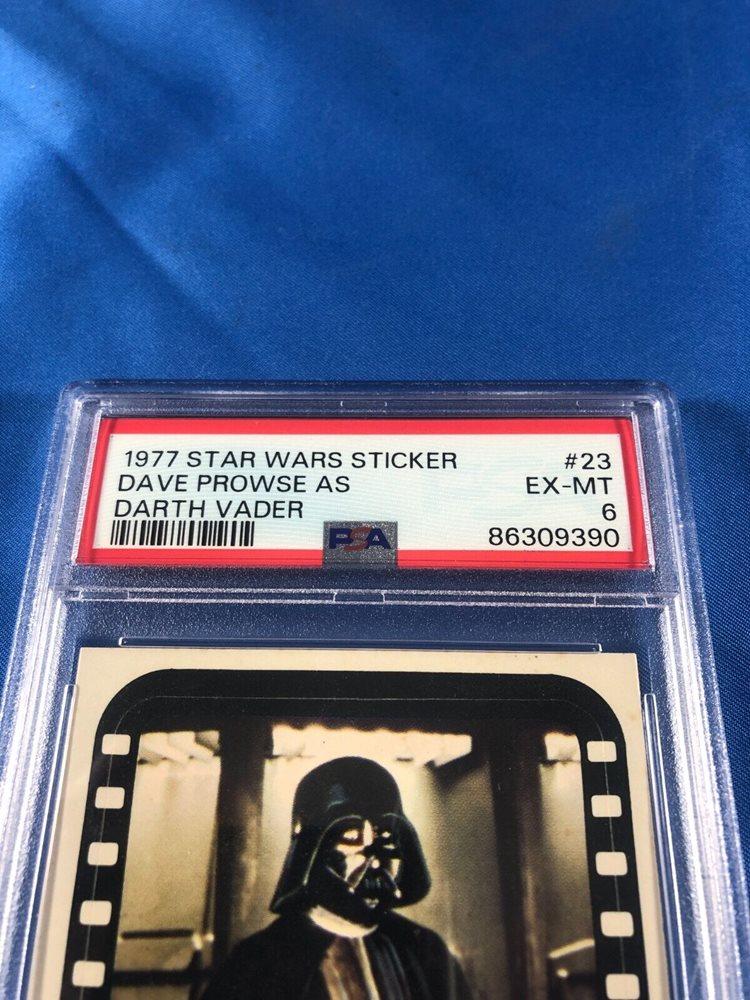 1977 STAR WARS STICKER #23
DAVE PROWSE AS EX-MT
DARTH VADER 6
PSA 86309390